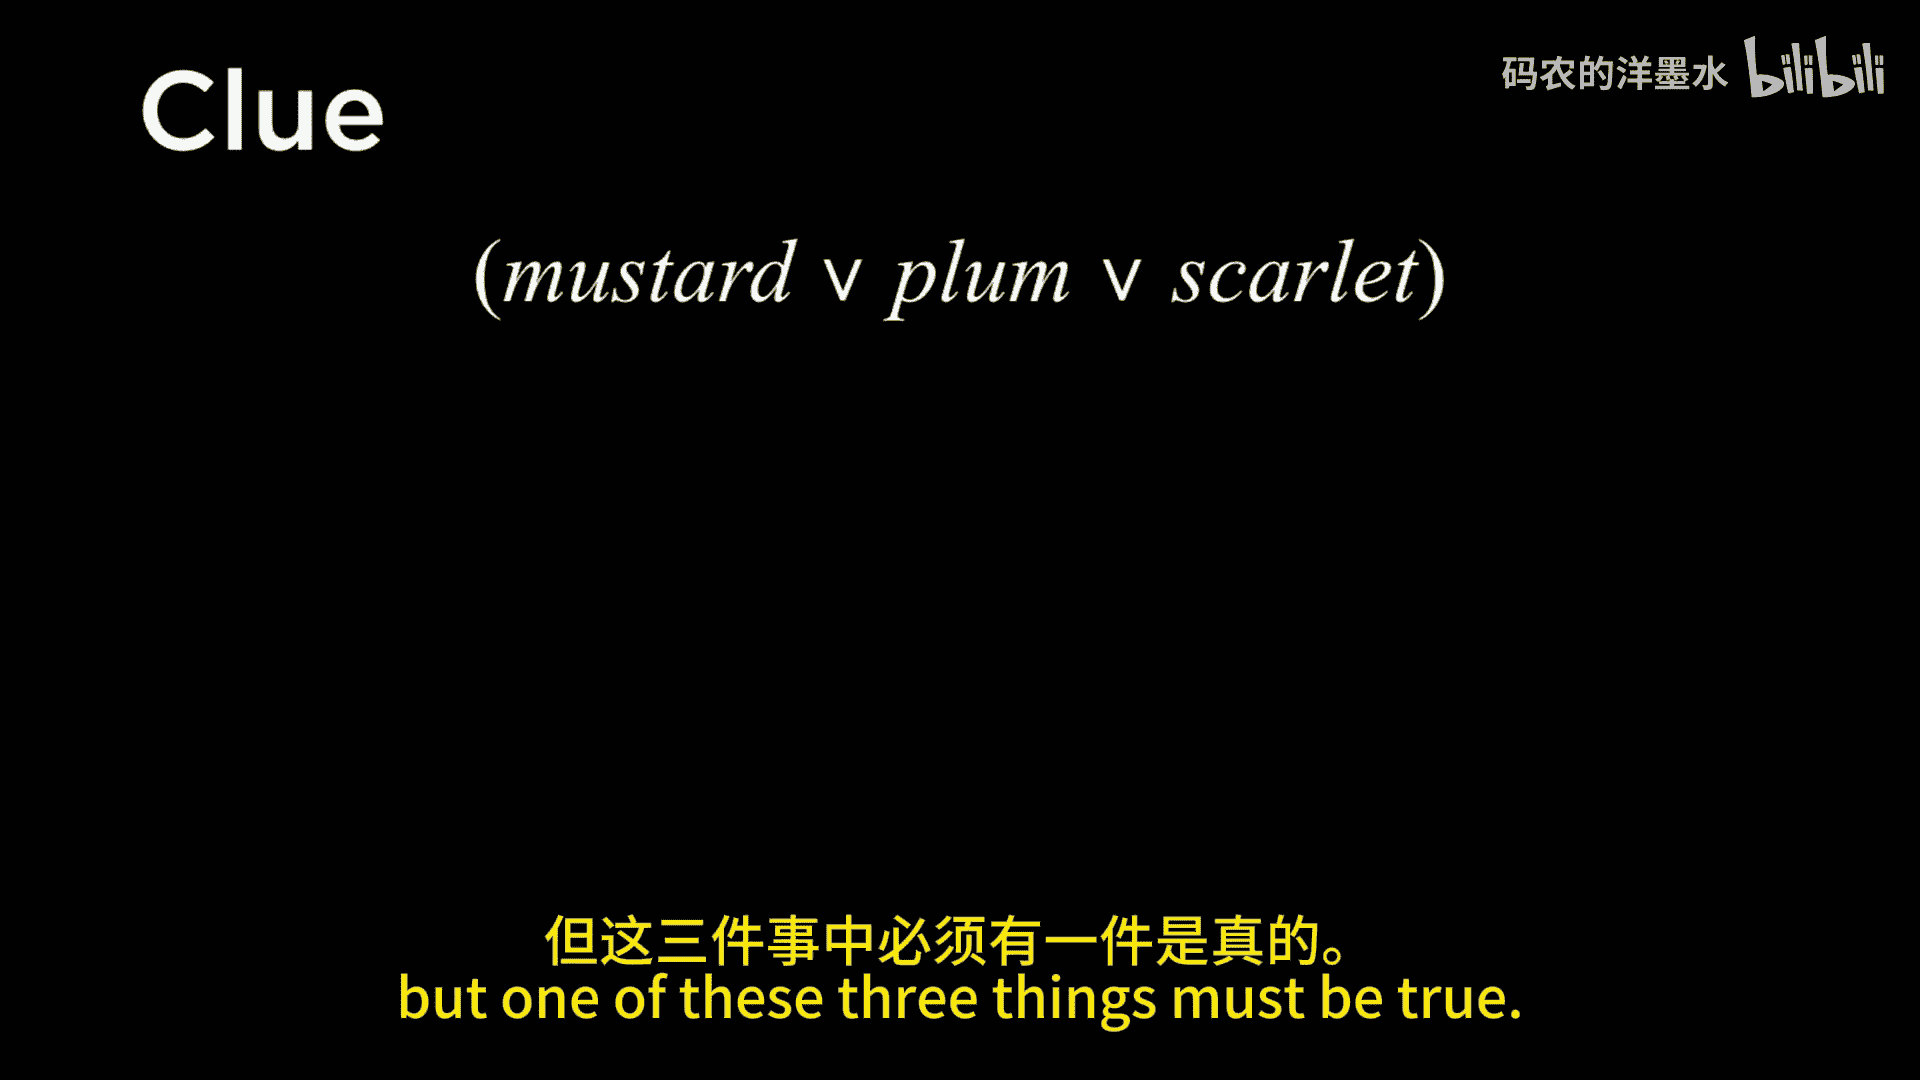 Clue
码农的洋墨水 bilibili
(mustard ∨ plum ∨ scarlet)
但这三件事中必须有一件是真的。
but one of these three things must be true.